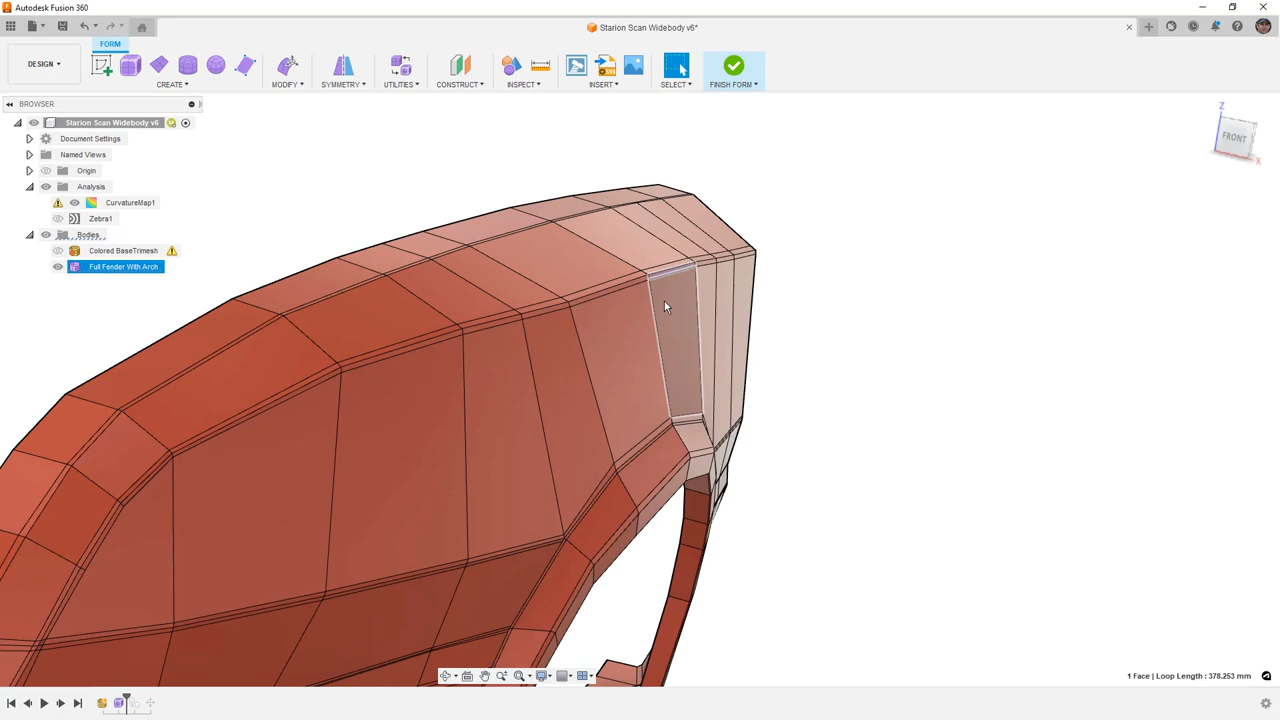 Autodesk Fusion 360
Starion Scan Widebody v6*
FORM
DESIGN
CREATE
MODIFY
SYMMETRY
UTILITIES
CONSTRUCT
INSPECT
INSERT
SELECT
FINISH FORM
BROWSER
Starion Scan Widebody v6
Document Settings
Named Views
Origin
Analysis
CurvatureMap1
Zebra1
Bodies
Colored BaseTrimesh
Full Fender With Arch
Z
FRONT
X
1 Face | Loop Length : 378.253 mm